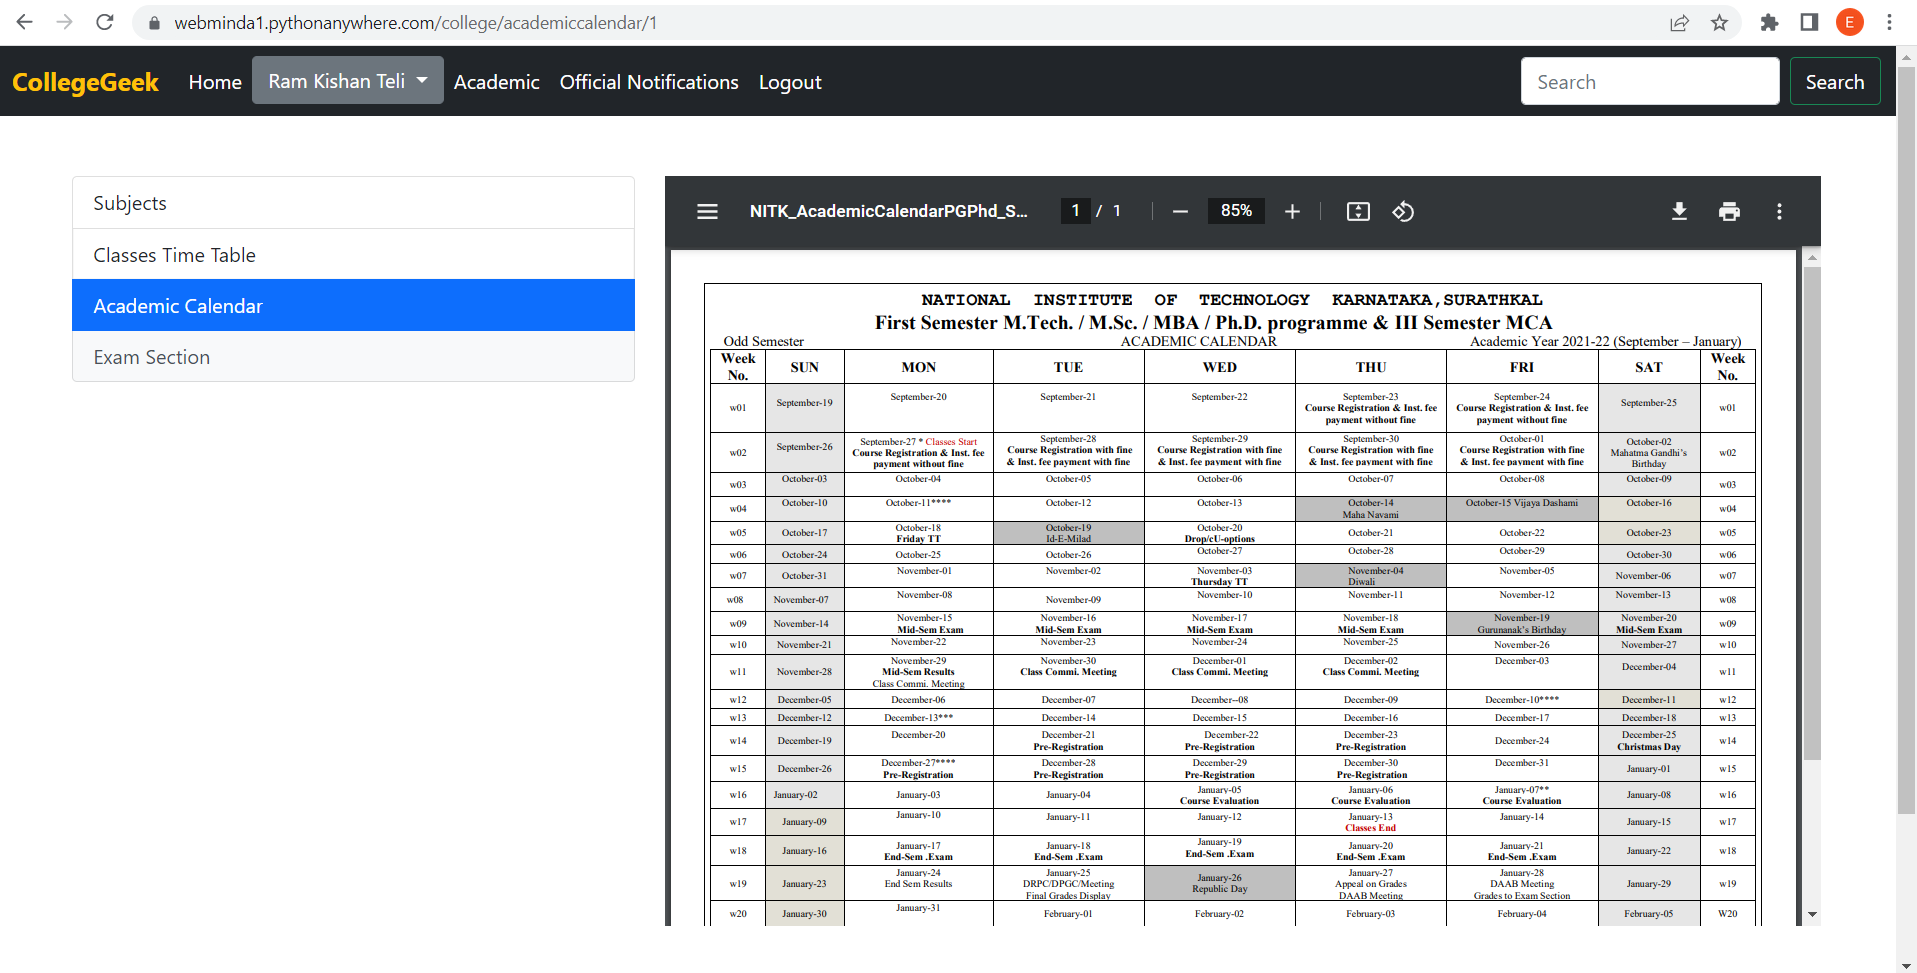 webminda1.pythonanywhere.com/college/academiccalendar/1
E
CollegeGeek Home Ram Kishan Teli Academic Official Notifications Logout Search Search
Subjects
Classes Time Table
Academic Calendar
Exam Section
NITK_AcademicCalendarPGPhd_S... 1 / 1 85%
NATIONAL INSTITUTE OF TECHNOLOGY KARNATAKA,SURATHKAL
First Semester M.Tech. / M.Sc. / MBA / Ph.D. programme & III Semester MCA
Odd Semester ACADEMIC CALENDAR Academic Year 2021-22 (September – January)
Week No. SUN MON TUE WED THU FRI SAT Week No.
w01 September-19 September-20 September-21 September-22 September-23 Course Registration & Inst. fee payment without fine September-24 Course Registration & Inst. fee payment without fine September-25 w01
w02 September-26 September-27 * Classes Start Course Registration & Inst. fee payment without fine September-28 Course Registration with fine & Inst. fee payment with fine September-29 Course Registration with fine & Inst. fee payment with fine September-30 Course Registration with fine & Inst. fee payment with fine October-01 Course Registration with fine & Inst. fee payment with fine October-02 Mahatma Gandhi's Birthday w02
w03 October-03 October-04 October-05 October-06 October-07 October-08 October-09 w03
w04 October-10 October-11**** October-12 October-13 October-14 Maha Navami October-15 Vijaya Dashami October-16 w04
w05 October-17 October-18 Friday TT October-19 Id-E-Milad October-20 Drop/cU-options October-21 October-22 October-23 w05
w06 October-24 October-25 October-26 October-27 October-28 October-29 October-30 w06
w07 October-31 November-01 November-02 November-03 Thursday TT November-04 Diwali November-05 November-06 w07
w08 November-07 November-08 November-09 November-10 November-11 November-12 November-13 w08
w09 November-14 November-15 Mid-Sem Exam November-16 Mid-Sem Exam November-17 Mid-Sem Exam November-18 Mid-Sem Exam November-19 Gurunanak's Birthday November-20 Mid-Sem Exam w09
w10 November-21 November-22 November-23 November-24 November-25 November-26 November-27 w10
w11 November-28 November-29 Mid-Sem Results Class Commi. Meeting November-30 Class Commi. Meeting December-01 Class Commi. Meeting December-02 Class Commi. Meeting December-03 December-04 w11
w12 December-05 December-06 December-07 December--08 December-09 December-10**** December-11 w12
w13 December-12 December-13*** December-14 December-15 December-16 December-17 December-18 w13
w14 December-19 December-20 December-21 Pre-Registration December-22 Pre-Registration December-23 Pre-Registration December-24 December-25 Christmas Day w14
w15 December-26 December-27**** Pre-Registration December-28 Pre-Registration December-29 Pre-Registration December-30 Pre-Registration December-31 January-01 w15
w16 January-02 January-03 January-04 January-05 Course Evaluation January-06 Course Evaluation January-07** Course Evaluation January-08 w16
w17 January-09 January-10 January-11 January-12 January-13 Classes End January-14 January-15 w17
w18 January-16 January-17 End-Sem .Exam January-18 End-Sem .Exam January-19 End-Sem .Exam January-20 End-Sem .Exam January-21 End-Sem .Exam January-22 w18
w19 January-23 January-24 End Sem Results January-25 DRPC/DPGC/Meeting Final Grades Display January-26 Republic Day January-27 Appeal on Grades DAAB Meeting January-28 DAAB Meeting Grades to Exam Section January-29 w19
w20 January-30 January-31 February-01 February-02 February-03 February-04 February-05 W20